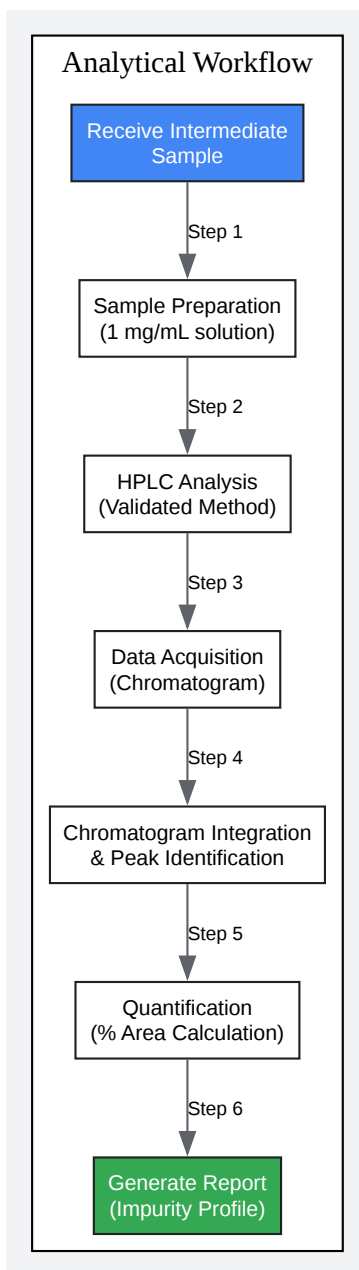 Analytical Workflow
Receive Intermediate
Sample
Step 1
Sample Preparation
(1 mg/mL solution)
Step 2
HPLC Analysis
(Validated Method)
Step 3
Data Acquisition
(Chromatogram)
Step 4
Chromatogram Integration
& Peak Identification
Step 5
Quantification
(% Area Calculation)
Step 6
Generate Report
(Impurity Profile)